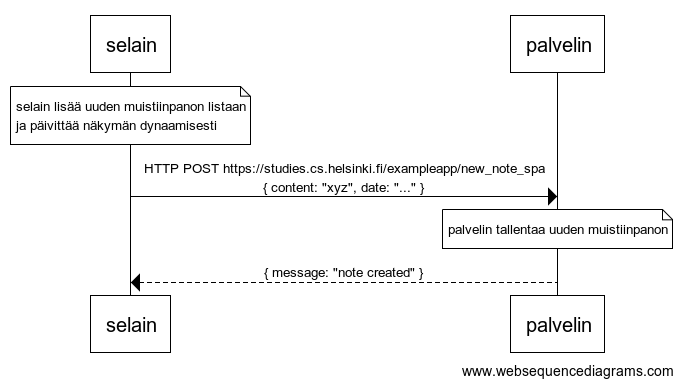 selain
palvelin
selain lisää uuden muistiinpanon listaan
ja päivittää näkymän dynaamisesti
HTTP POST https://studies.cs.helsinki.fi/exampleapp/new_note_spa
{ content: "xyz", date: "..." }
palvelin tallentaa uuden muistiinpanon
{ message: "note created" }
selain
palvelin
www.websequencediagrams.com